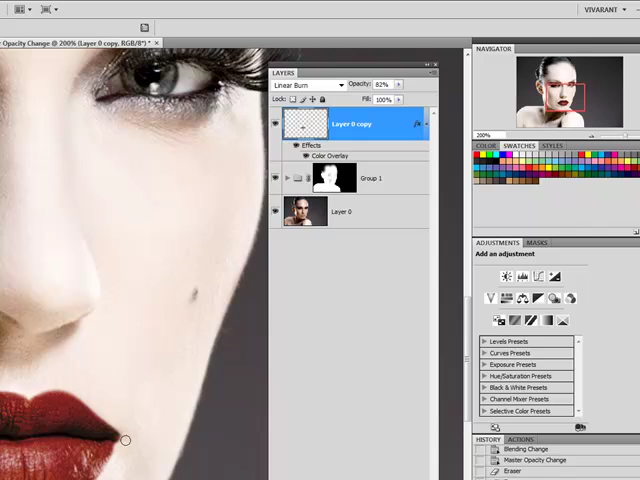 VIVARANT
Opacity Change @ 200% (Layer 0 copy, RGB/8*) *
LAYERS
Linear Burn
Opacity: 82%
Lock:
Fill: 100%
Layer 0 copy
fx
Effects
Color Overlay
Group 1
Layer 0
NAVIGATOR
200%
COLOR
SWATCHES
STYLES
ADJUSTMENTS
MASKS
Add an adjustment
Levels Presets
Curves Presets
Exposure Presets
Hue/Saturation Presets
Black & White Presets
Channel Mixer Presets
Selective Color Presets
HISTORY
ACTIONS
Blending Change
Master Opacity Change
Eraser